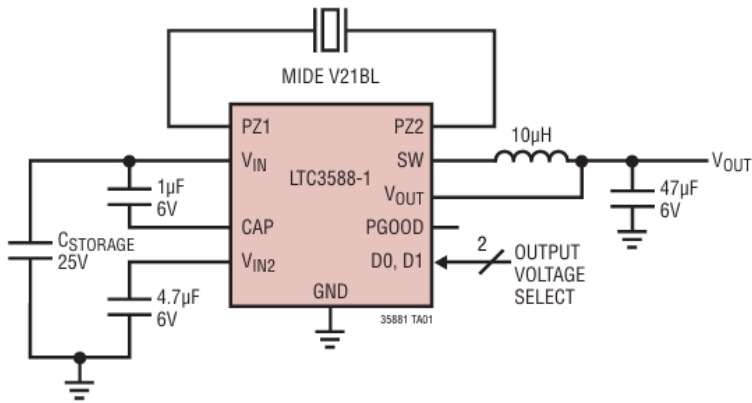 MIDE V21BL
PZ1
PZ2
VIN
LTC3588-1
SW
10µH
VOUT
VOUT
1µF
6V
CAP
PGOOD
47µF
6V
CSTORAGE
25V
VIN2
D0, D1
2
OUTPUT
VOLTAGE
SELECT
4.7µF
6V
GND
35881 TA01